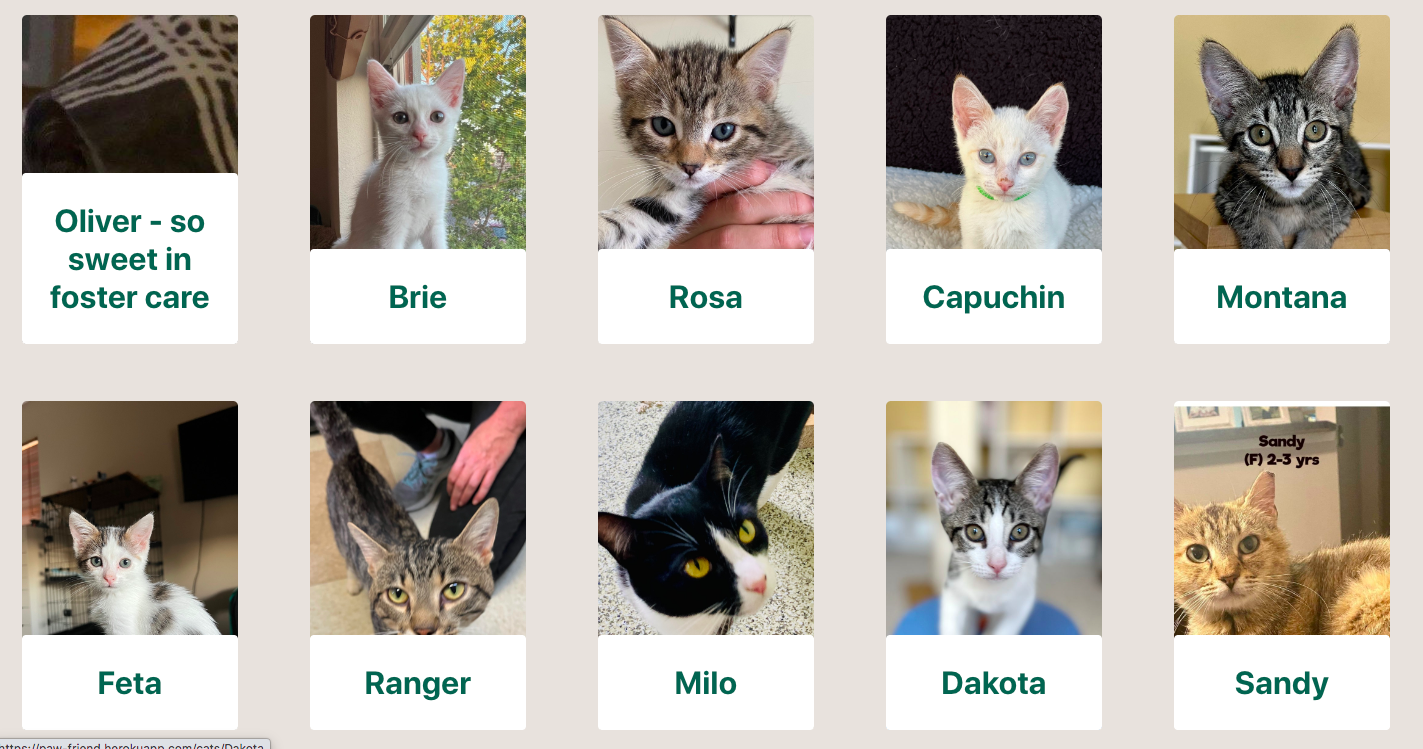 Oliver - so
sweet in
foster care
Brie
Rosa
Capuchin
Montana
Sandy
(F) 2-3 yrs
Feta
Ranger
Milo
Dakota
Sandy
https://paw-friend.herokuapp.com/cats/Dakota